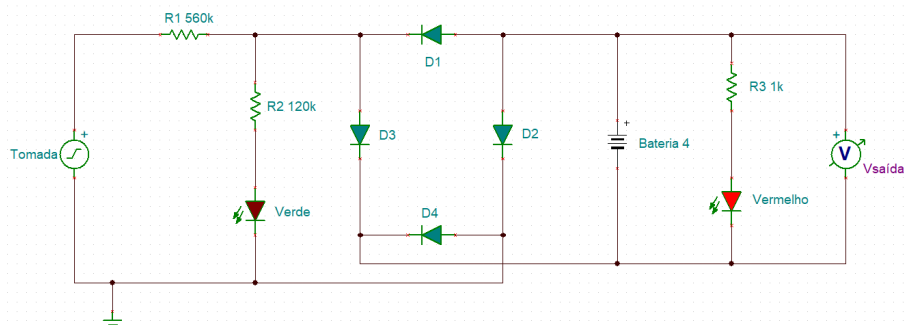 R1 560k
D1
R2 120k
R3 1k
D3
D2
+
Bateria 4
+
Tomada
+
V
Vsaída
Verde
D4
Vermelho